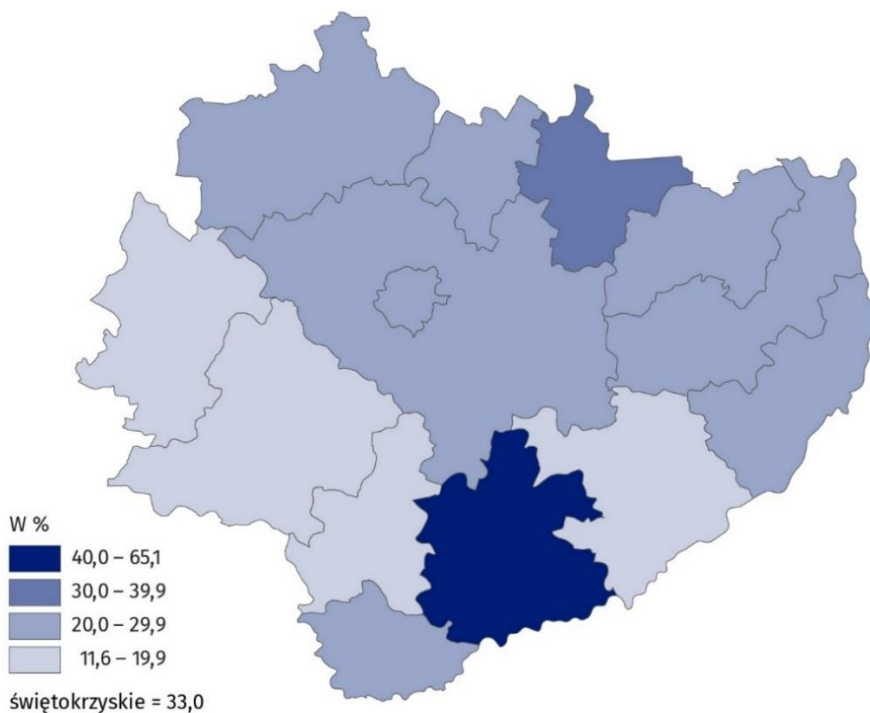 W %
40,0 – 65,1
30,0 – 39,9
20,0 – 29,9
11,6 – 19,9
świętokrzyskie = 33,0